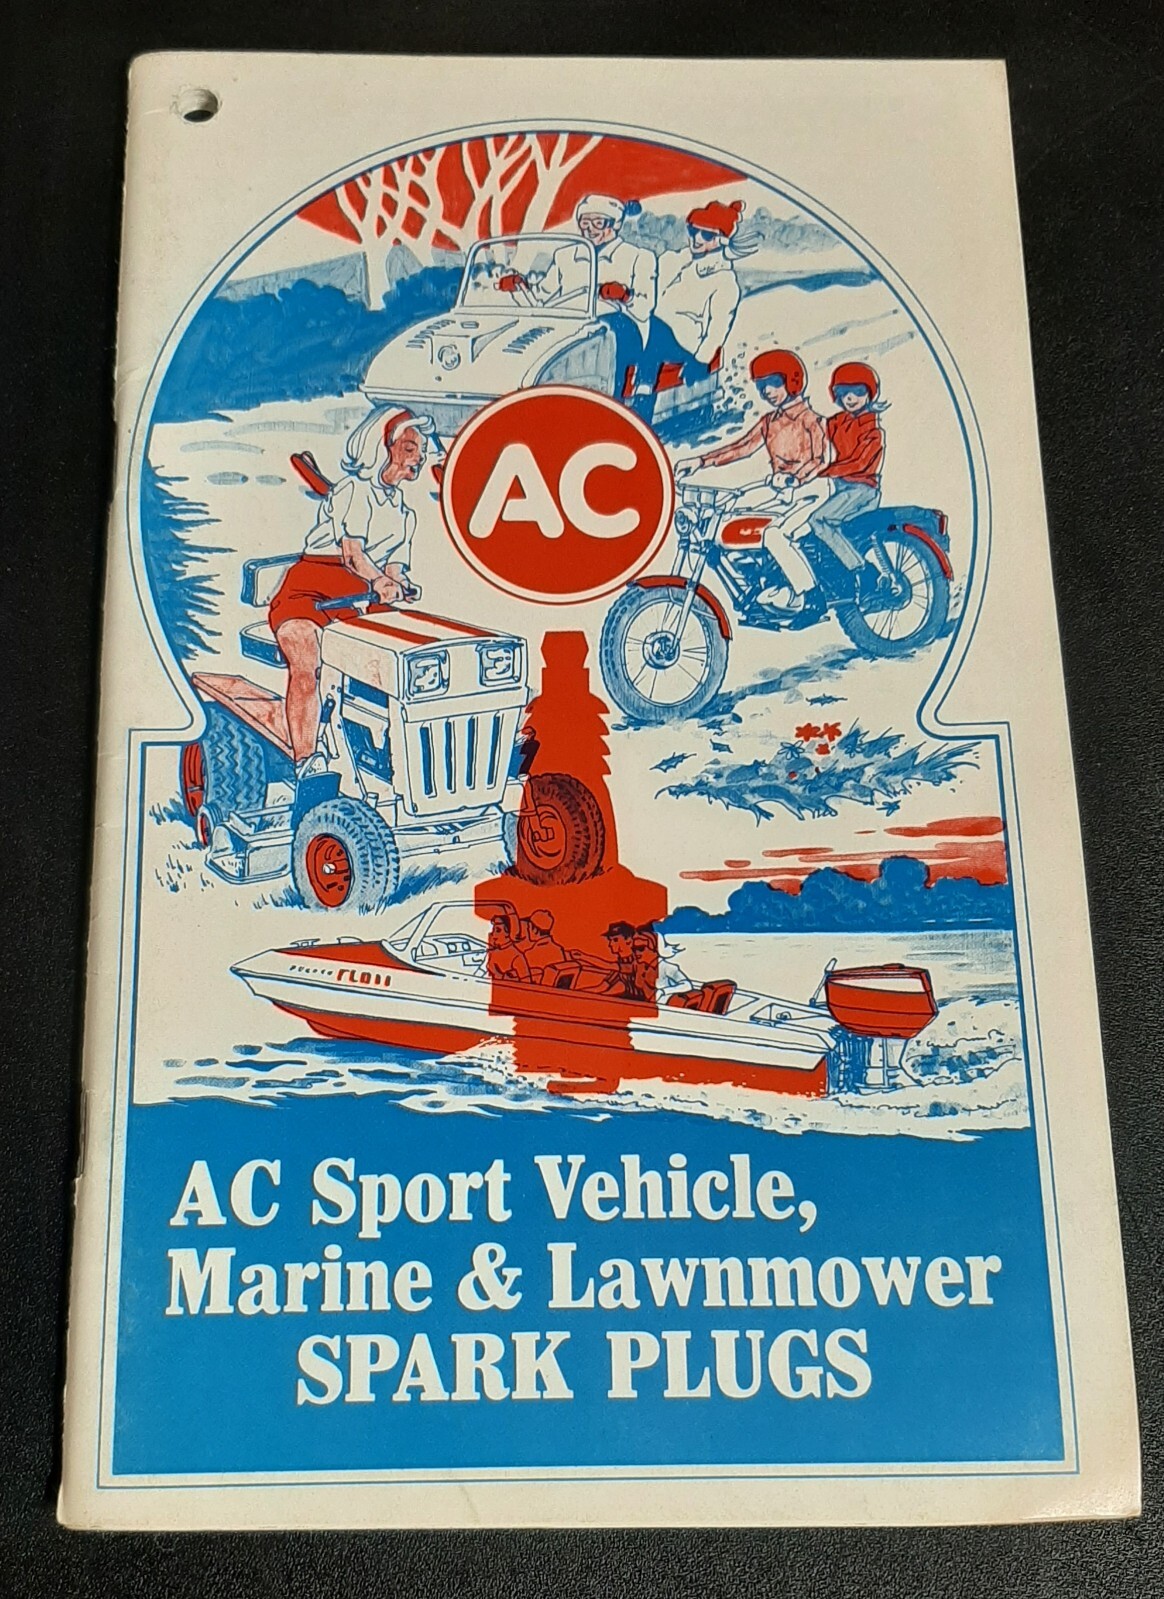 AC
AC Sport Vehicle,
Marine & Lawnmower
SPARK PLUGS